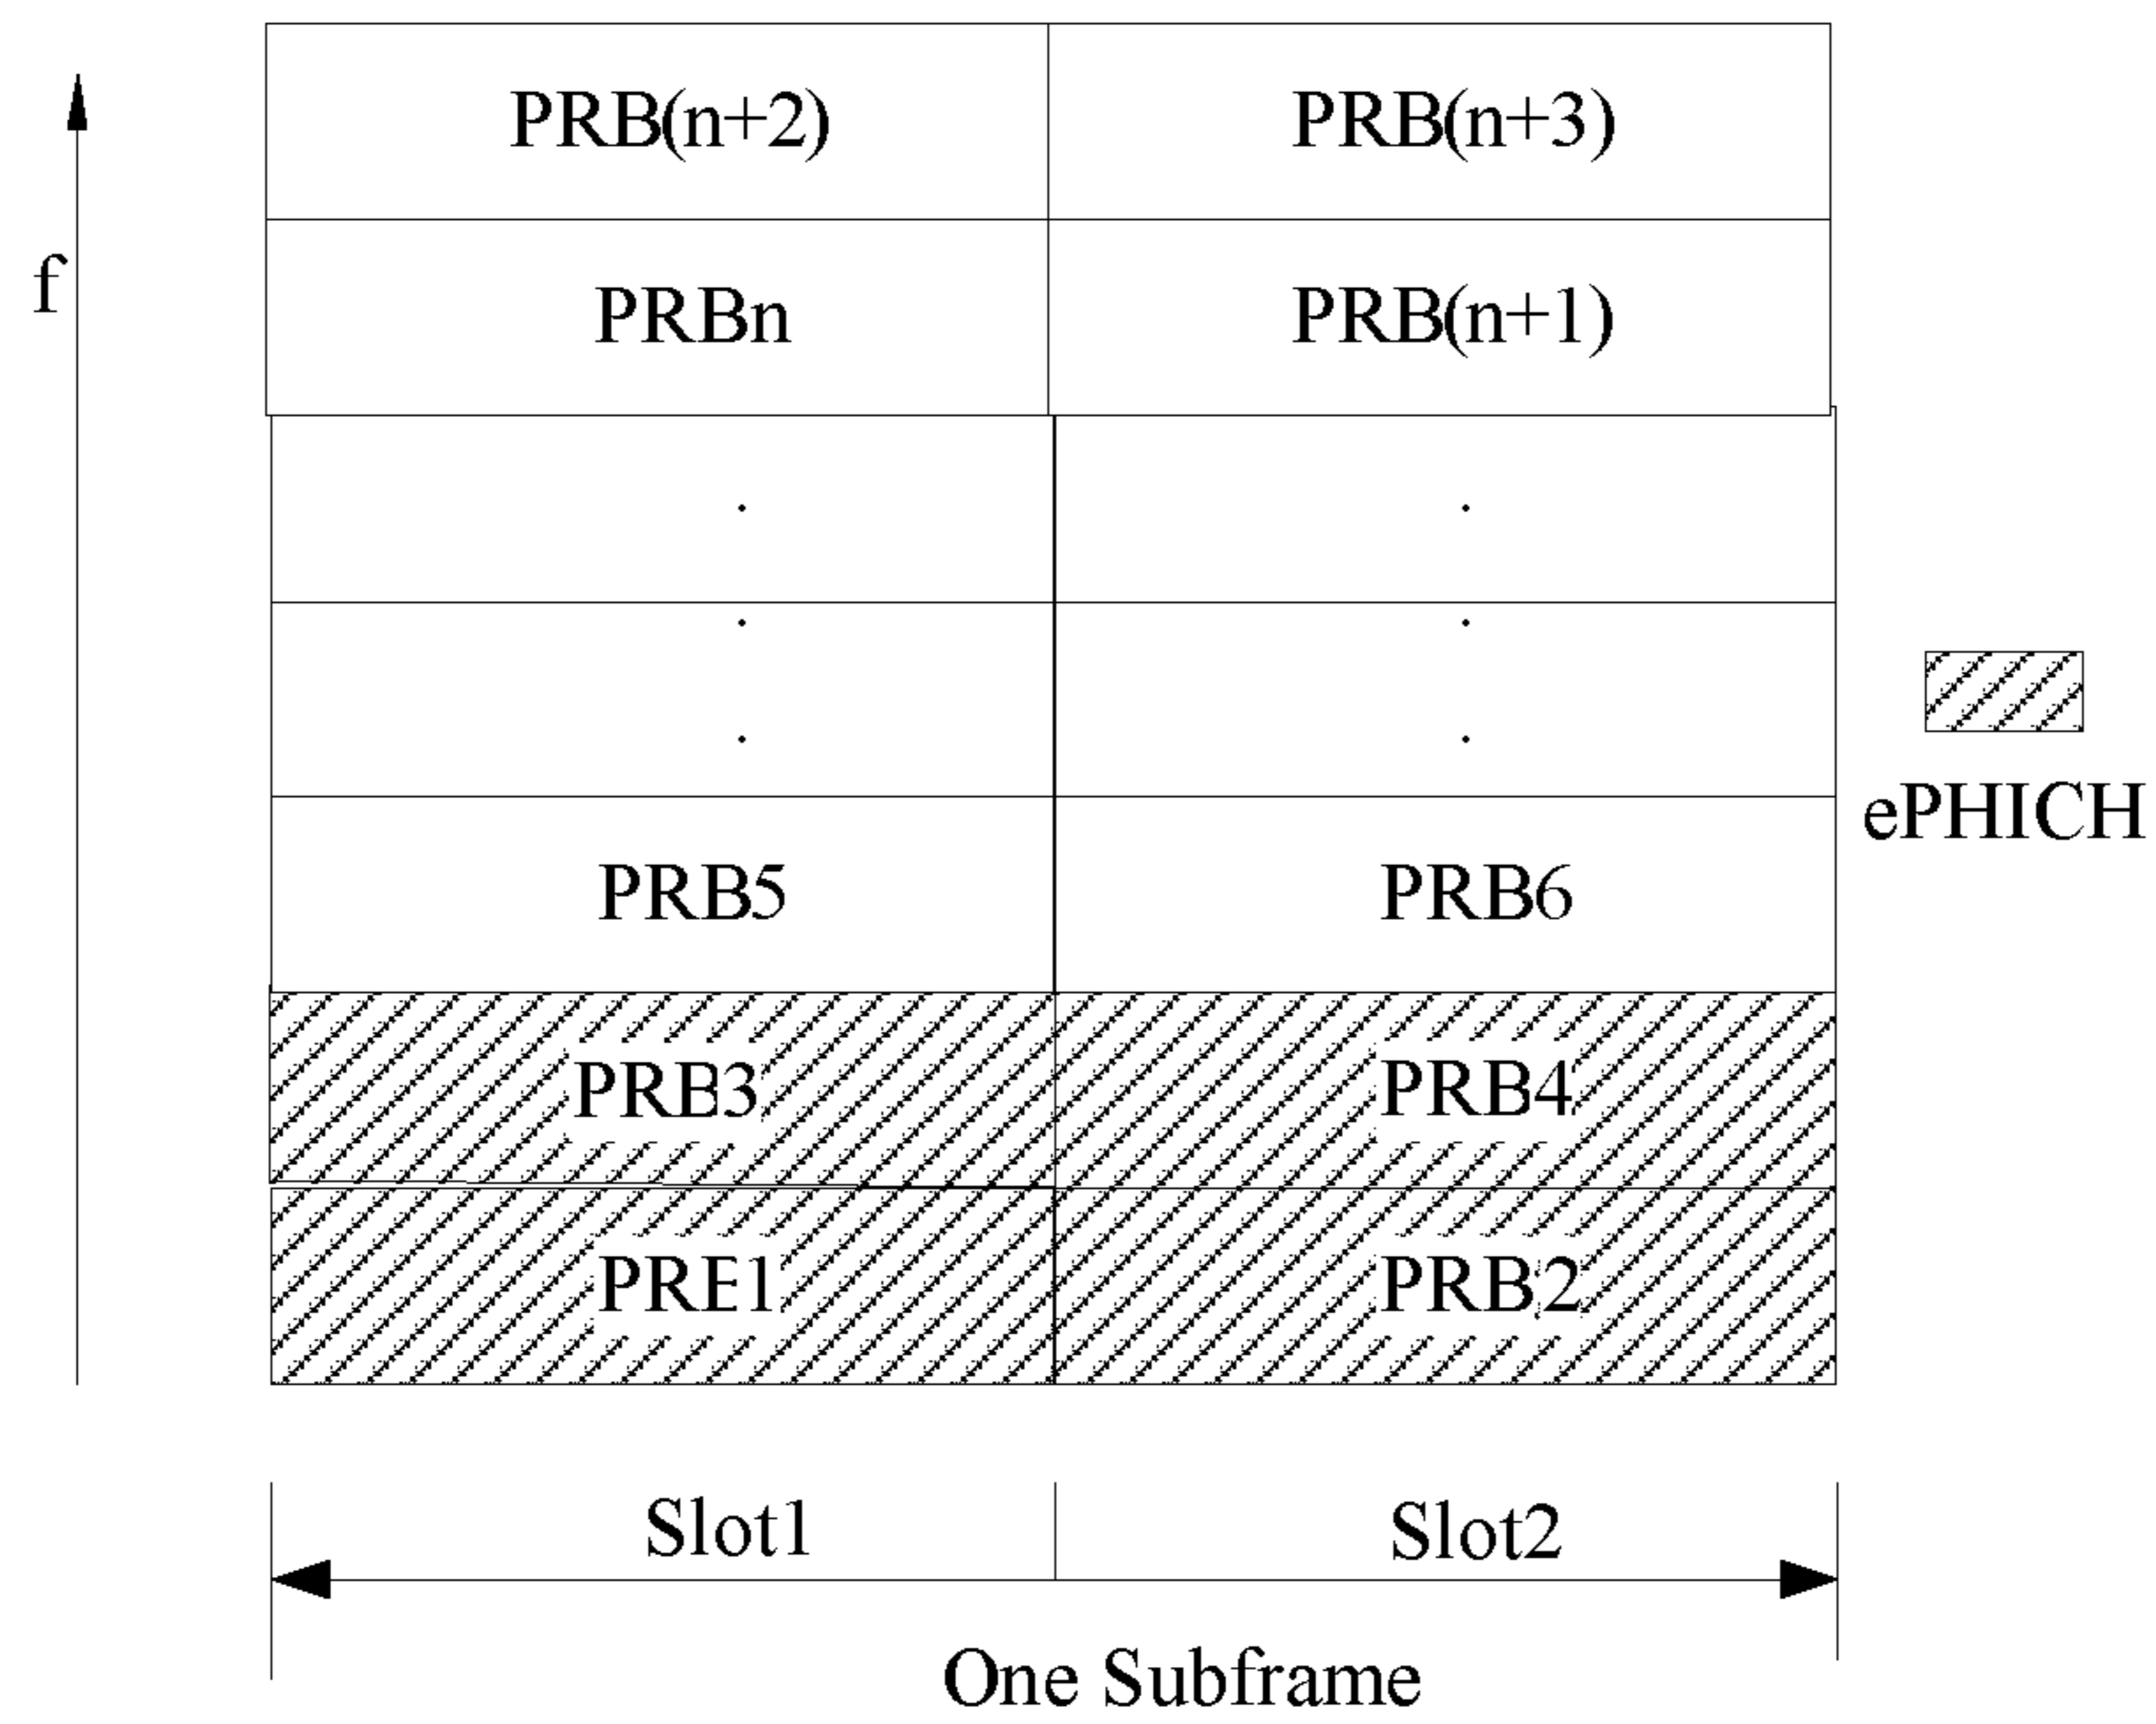 PRB(n+2) PRB(n+3)
f
PRBn PRB(n+1)
. .
. .
. .
ePHICH
PRB5 PRB6
PRB3 PRB4
PRE1 PRB2
Slot1 Slot2
One Subframe